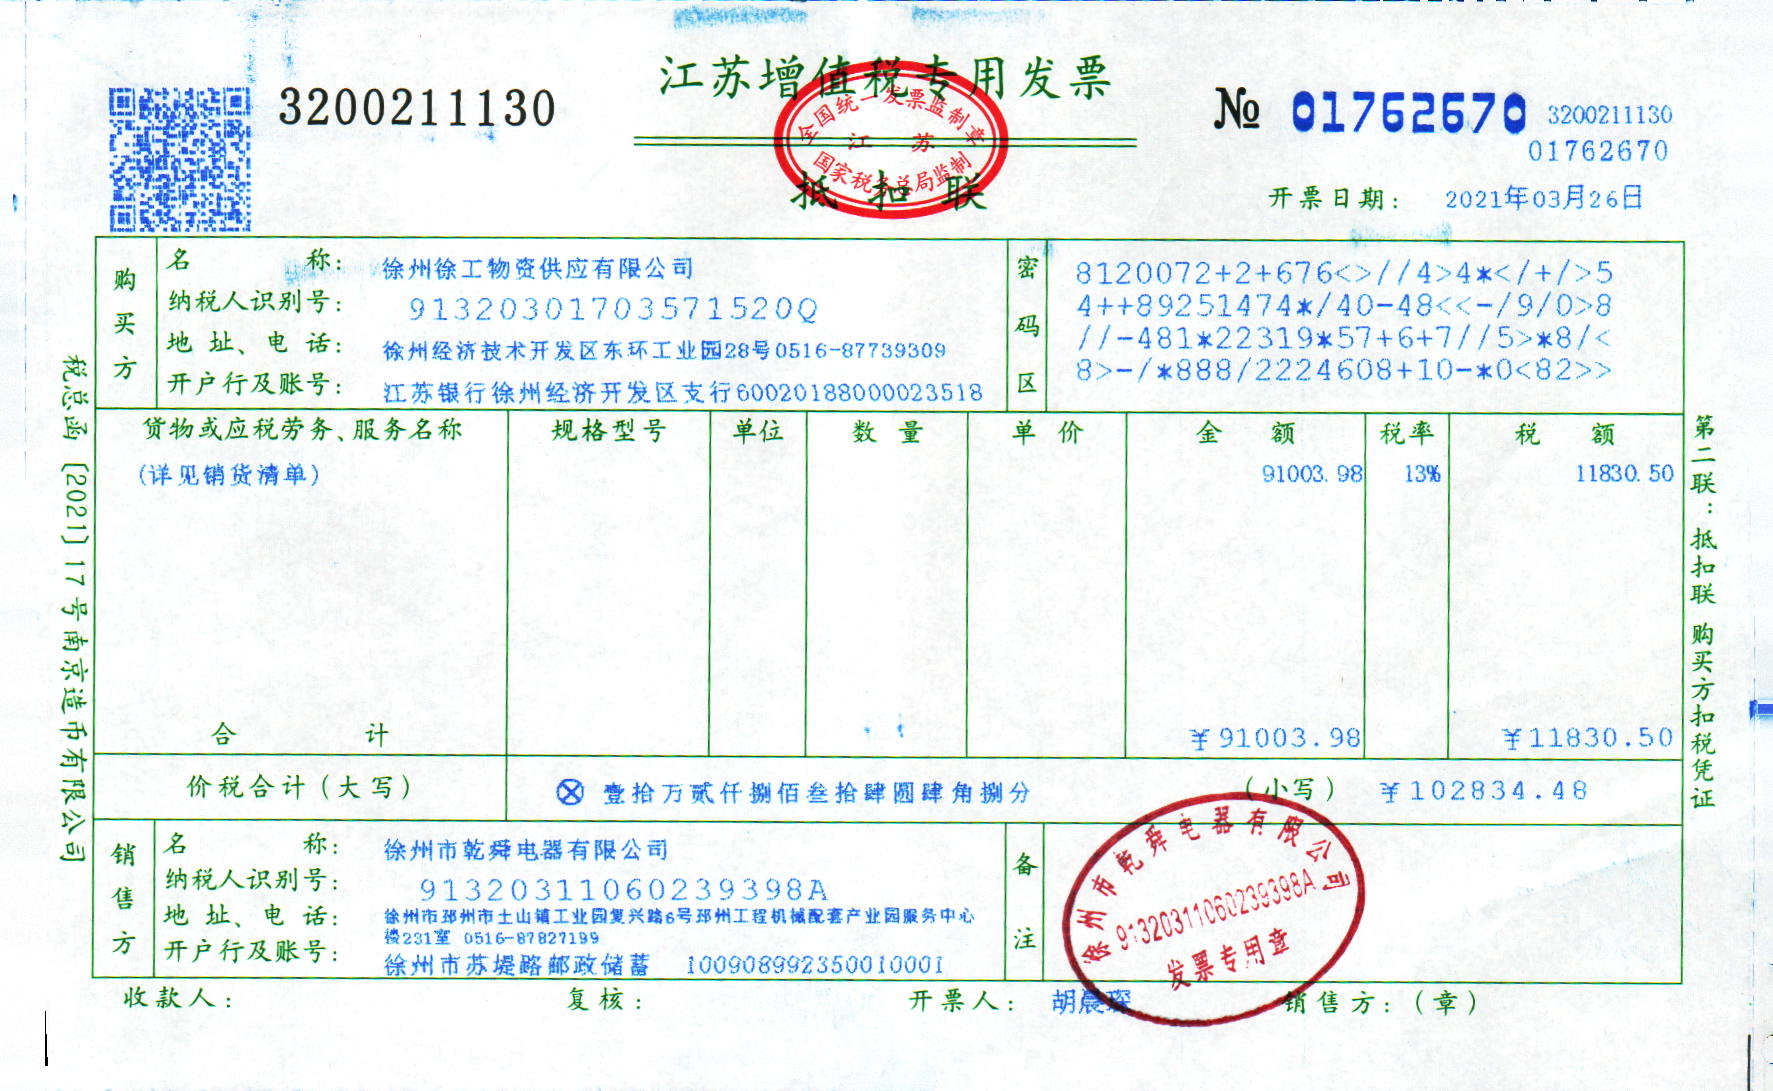 江苏增值税专用发票
3200211130
№ 01762670 3200211130
01762670
全国统一发票监制章
江 苏
国家税务总局监制
抵 扣 联
开票日期: 2021年03月26日
购买方
名 称: 徐州徐工物资供应有限公司
纳税人识别号: 913203017035715200Q
地 址、电 话: 徐州经济技术开发区东环工业园28号0516-87739309
开户行及账号: 江苏银行徐州经济开发区支行60020188000023518
密码区
8120072+2+676<>//4>4*</+/>5
4++89251474*/40-48<<-/9/0>8
//-481*22319*57+6+7//5>*8/<
8>-/*888/2224608+10-*0<82>>
货物或应税劳务、服务名称 规格型号 单位 数 量 单 价 金 额 税率 税 额
(详见销货清单) 91003.98 13% 11830.50
合 计 ¥91003.98 ¥11830.50
价税合计(大写) ⊗ 壹拾万贰仟捌佰叁拾肆圆肆角捌分 (小写) ¥102834.48
销售方
名 称: 徐州市乾舜电器有限公司
纳税人识别号: 91320311060239398A
地 址、电 话: 徐州市邳州市土山镇工业园复兴路6号邳州工程机械配套产业园服务中心
楼231室 0516-87827199
开户行及账号: 徐州市苏堤路邮政储蓄 100908992350010001
备注
徐州市乾舜电器有限公司
91320311060239398A
发票专用章
收款人: 复核: 开票人: 胡晨琛 销售方:(章)
税总函〔2021〕17号南京造币有限公司
第二联:抵扣联 购买方扣税凭证